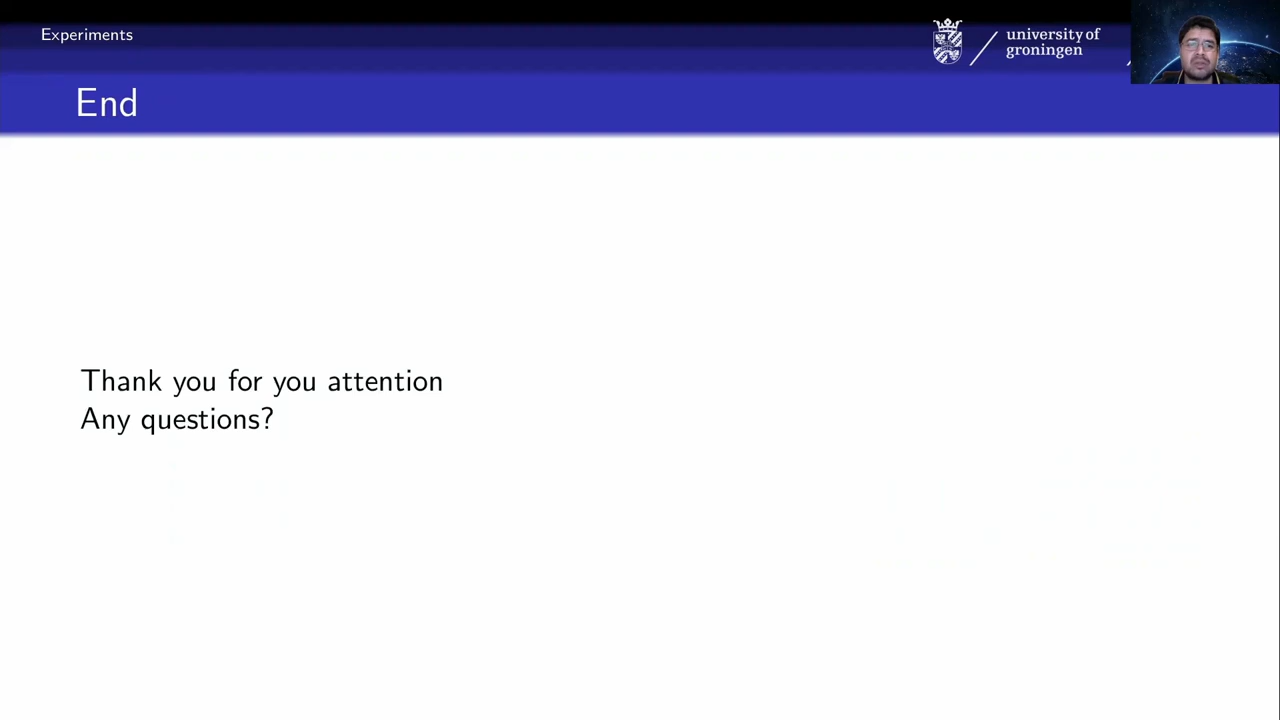 Experiments
university of
groningen
End
Thank you for you attention
Any questions?